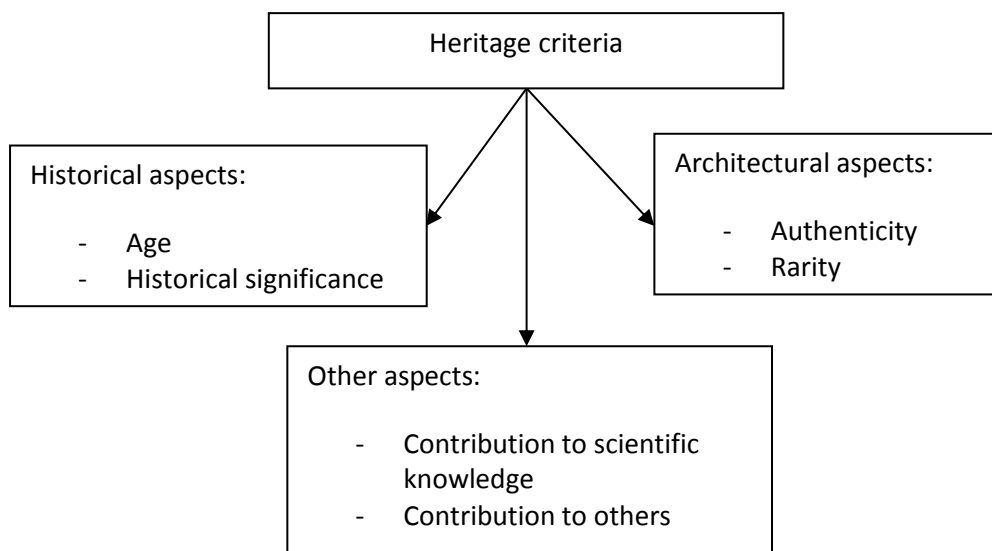 Heritage criteria
Historical aspects:
- Age
- Historical significance
Architectural aspects:
- Authenticity
- Rarity
Other aspects:
- Contribution to scientific
knowledge
- Contribution to others